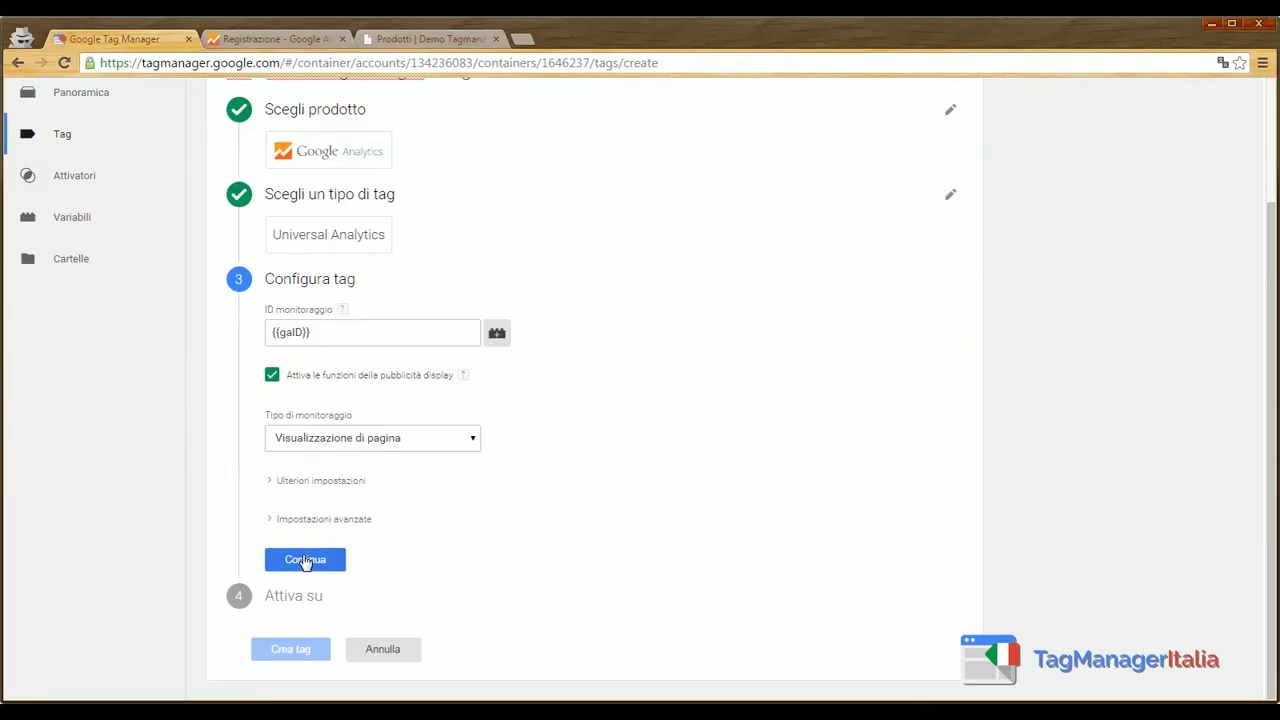 Google Tag Manager
Registrazione - Google A
Prodotti | Demo Tagmana
https://tagmanager.google.com/#/container/accounts/134236083/containers/1646237/tags/create
Panoramica
Tag
Attivatori
Variabili
Cartelle
Scegli prodotto
Google Analytics
Scegli un tipo di tag
Universal Analytics
3 Configura tag
ID monitoraggio ?
{{gaID}}
Attiva le funzioni della pubblicità display ?
Tipo di monitoraggio
Visualizzazione di pagina
Ulteriori impostazioni
Impostazioni avanzate
Continua
4 Attiva su
Crea tag
Annulla
TagManagerItalia